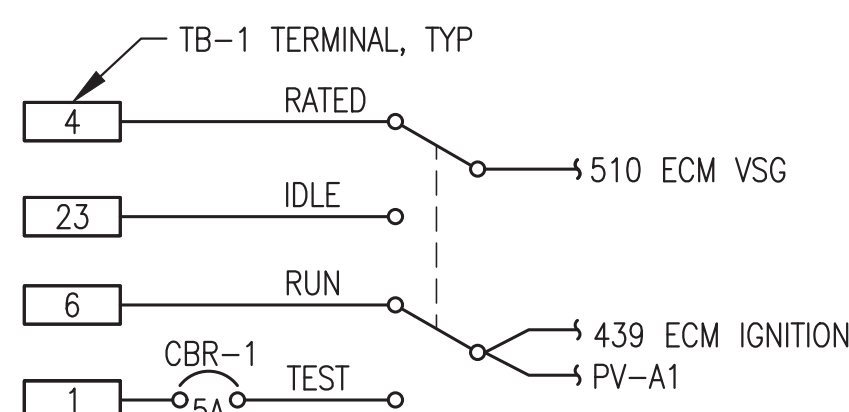 TB-1 TERMINAL, TYP
4 RATED
510 ECM VSG
23 IDLE
6 RUN
439 ECM IGNITION
CBR-1
PV-A1
1 5A TEST